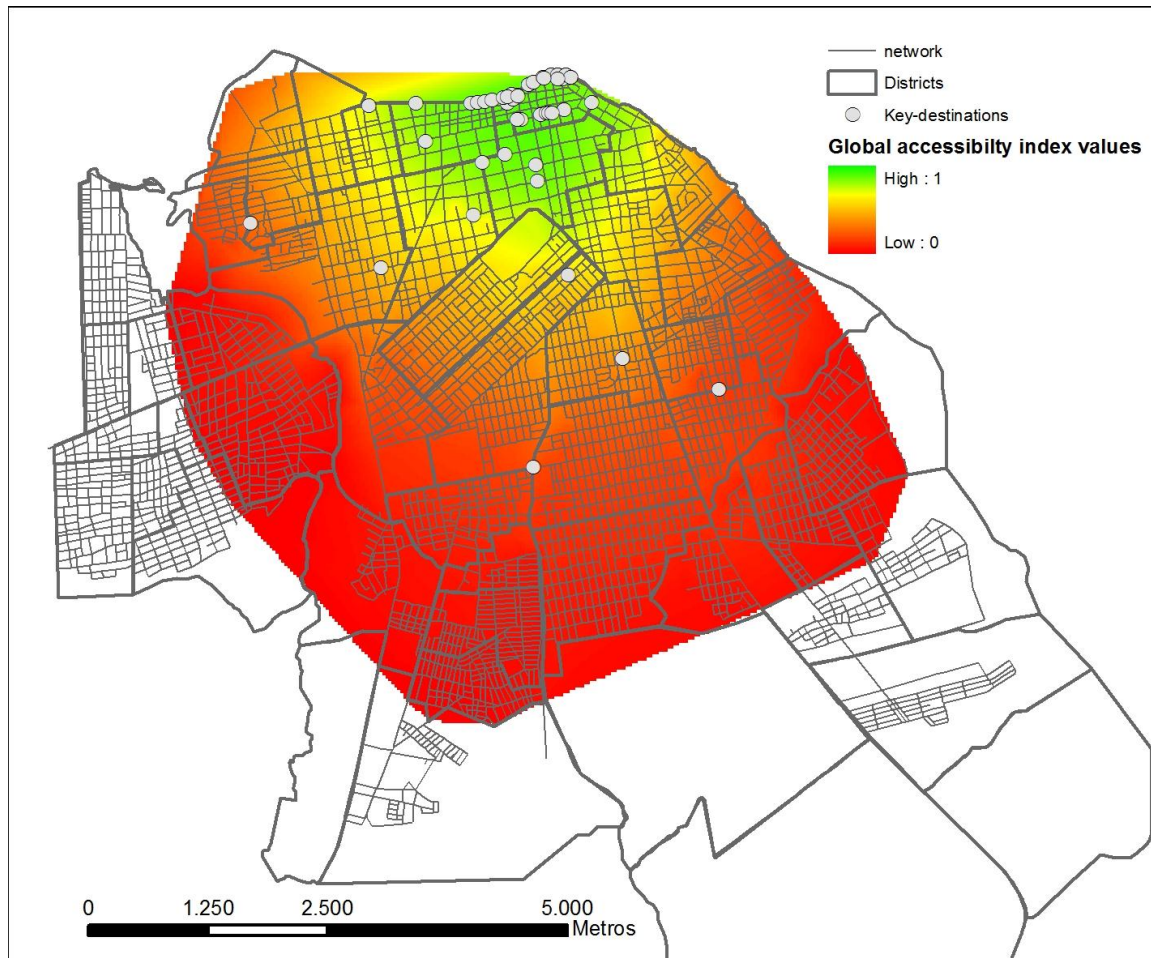 network
Districts
Key-destinations
Global accessibilty index values
High : 1
Low : 0
0 1.250 2.500 5.000
Metros